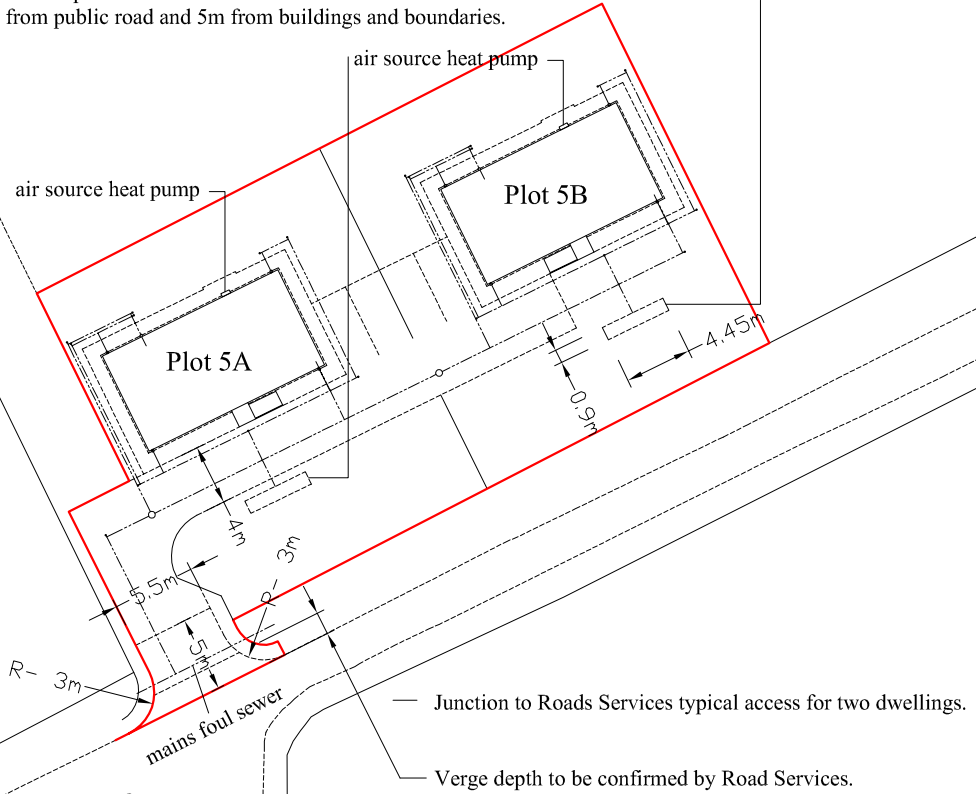 from public road and 5m from buildings and boundaries.
air source heat pump
air source heat pump
Plot 5B
Plot 5A
4.45m
0.9m
4m
R- 3m
5.5m
5m
R- 3m
mains foul sewer
Junction to Roads Services typical access for two dwellings.
Verge depth to be confirmed by Road Services.